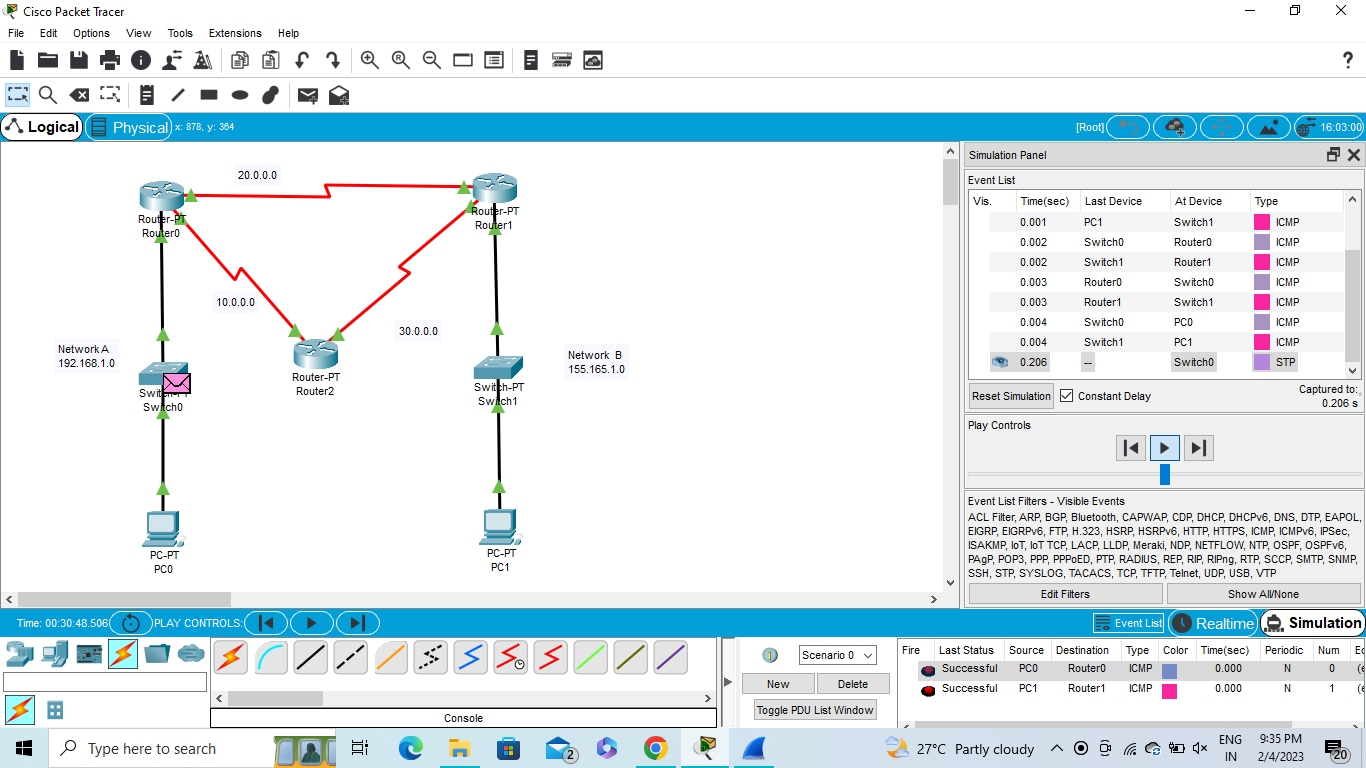 Cisco Packet Tracer
File Edit Options View Tools Extensions Help
Logical Physical x: 878, y: 364 [Root] 16:03:00
20.0.0.0
Router-PT
Router0
Router-PT
Router1
10.0.0.0
30.0.0.0
Router-PT
Router2
Network A
192.168.1.0
Switch-PT
Switch0
Network B
155.165.1.0
Switch-PT
Switch1
PC-PT
PC0
PC-PT
PC1
Simulation Panel
Event List
Vis. Time(sec) Last Device At Device Type
0.001 PC1 Switch1 ICMP
0.002 Switch0 Router0 ICMP
0.002 Switch1 Router1 ICMP
0.003 Router0 Switch0 ICMP
0.003 Router1 Switch1 ICMP
0.004 Switch0 PC0 ICMP
0.004 Switch1 PC1 ICMP
0.206 -- Switch0 STP
Reset Simulation Constant Delay Captured to:
0.206 s
Play Controls
Event List Filters - Visible Events
ACL Filter, ARP, BGP, Bluetooth, CAPWAP, CDP, DHCP, DHCPv6, DNS, DTP, EAPOL,
EIGRP, EIGRPv6, FTP, H.323, HSRP, HSRPv6, HTTP, HTTPS, ICMP, ICMPv6, IPSec,
ISAKMP, IoT, IoT TCP, LACP, LLDP, Meraki, NDP, NETFLOW, NTP, OSPF, OSPFv6,
PAgP, POP3, PPP, PPPoED, PTP, RADIUS, REP, RIP, RIPng, RTP, SCCP, SMTP, SNMP,
SSH, STP, SYSLOG, TACACS, TCP, TFTP, Telnet, UDP, USB, VTP
Edit Filters Show All/None
Time: 00:30:48.506 PLAY CONTROLS: Event List Realtime Simulation
Console
Scenario 0
New Delete
Toggle PDU List Window
Fire Last Status Source Destination Type Color Time(sec) Periodic Num Ec
Successful PC0 Router0 ICMP 0.000 N 0 (e
Successful PC1 Router1 ICMP 0.000 N 1 (e
Type here to search
2
27°C Partly cloudy
ENG
IN
9:35 PM
2/4/2023
20